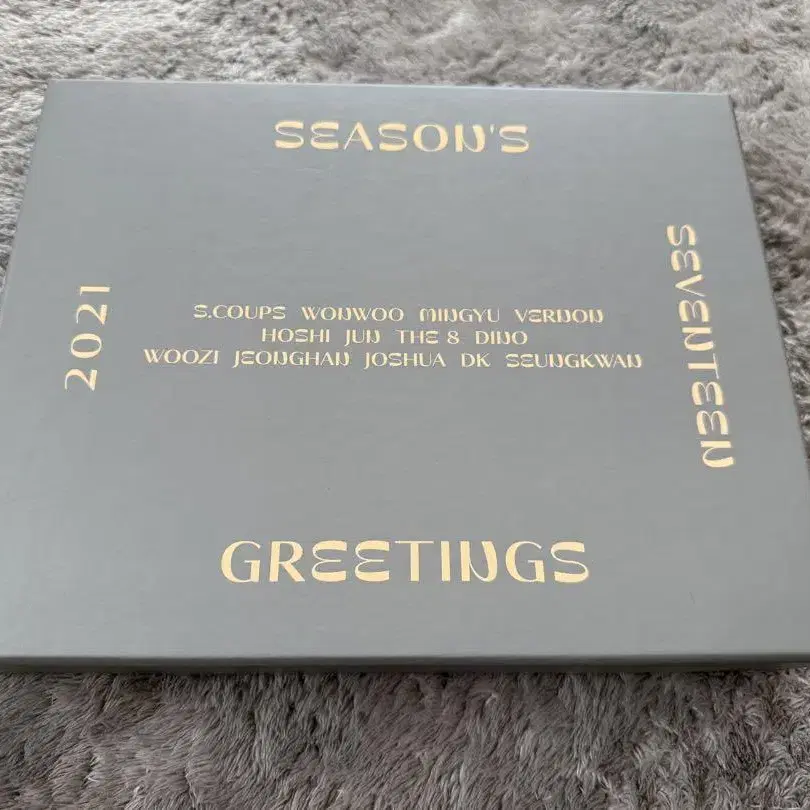 SEASON'S
SEVENTEEN
2021
S.COUPS WONWOO MINGYU VERNON
HOSHI JUN THE 8 DINO
WOOZI JEONGHAN JOSHUA DK SEUNGKWAN
GREETINGS